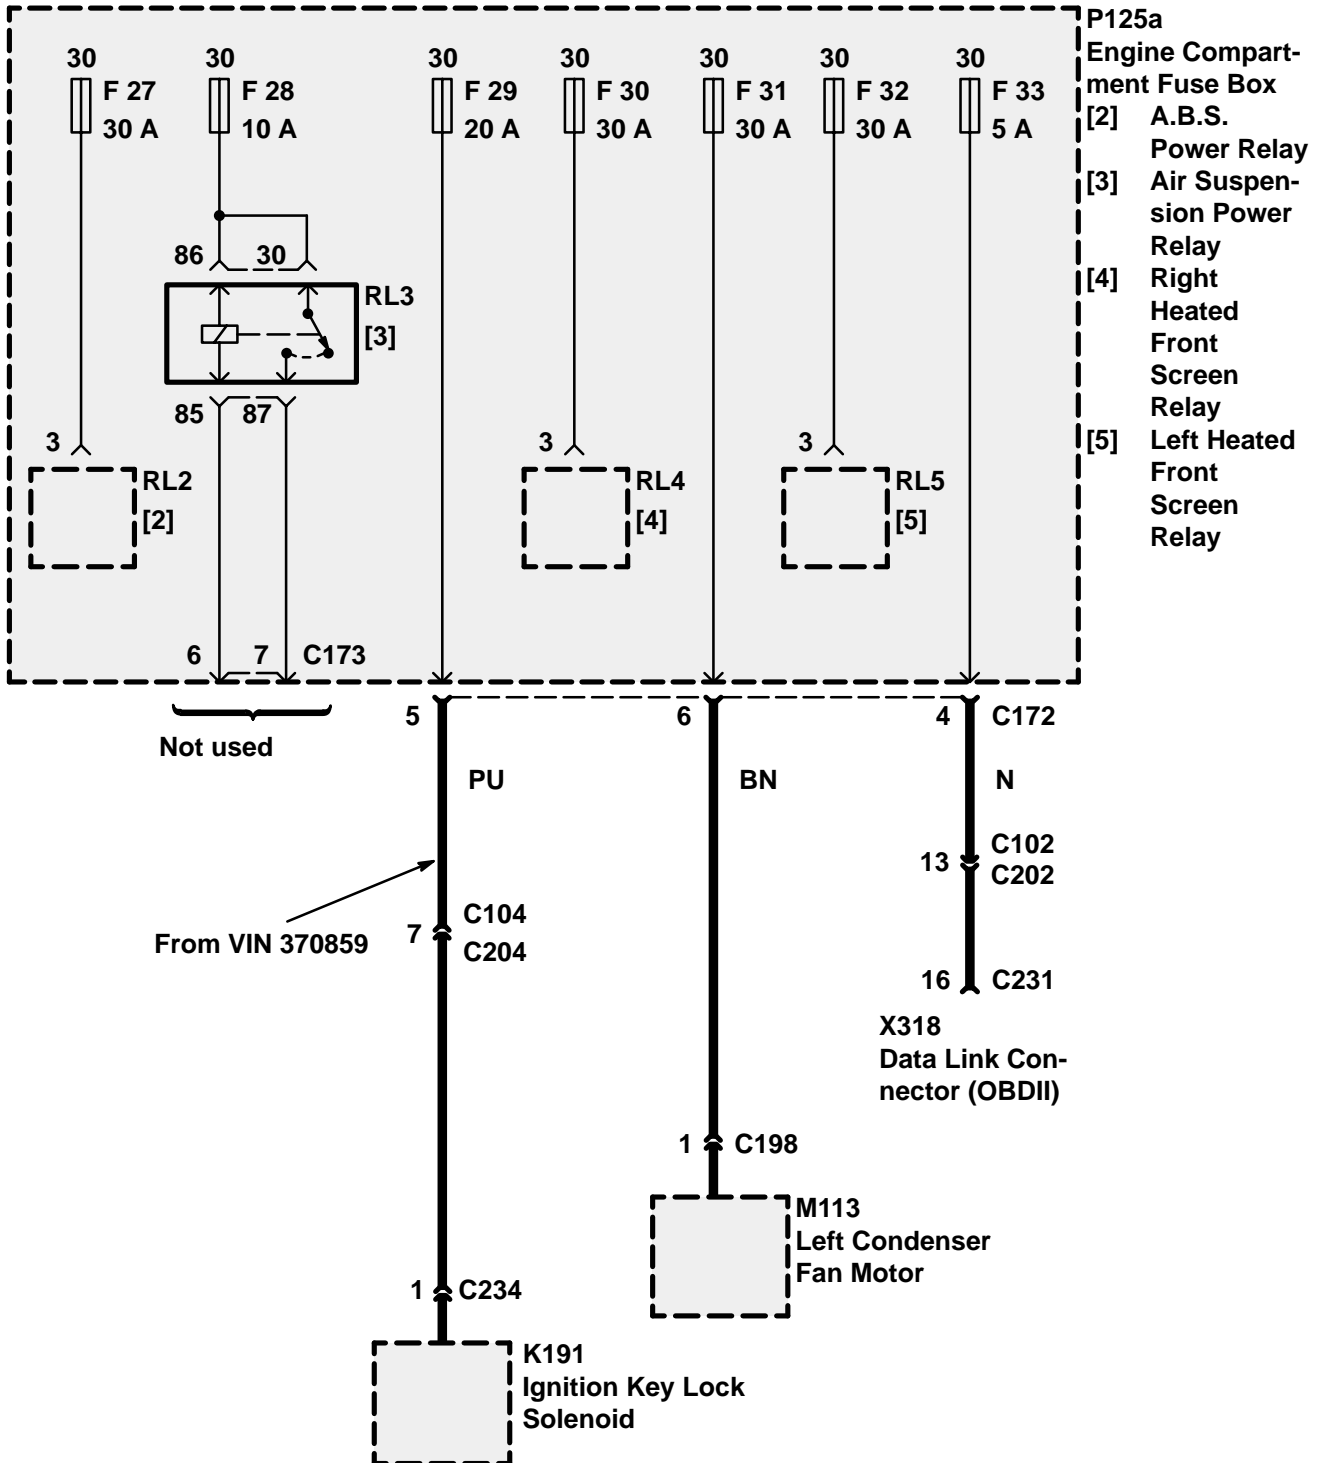 P125a
Engine Compart-
ment Fuse Box
[2] A.B.S.
Power Relay
[3] Air Suspen-
sion Power
Relay
[4] Right
Heated
Front
Screen
Relay
[5] Left Heated
Front
Screen
Relay
30 30 30 30 30 30 30
F 27 F 28 F 29 F 30 F 31 F 32 F 33
30 A 10 A 20 A 30 A 30 A 30 A 5 A
86 30
RL3
[3]
85 87
3 3 3
RL2 RL4 RL5
[2] [4] [5]
6 7 C173
Not used
5 6 4 C172
PU BN N
13 C102
C202
From VIN 370859
7 C104
C204
16 C231
X318
Data Link Con-
nector (OBDII)
1 C198
M113
Left Condenser
Fan Motor
1 C234
K191
Ignition Key Lock
Solenoid